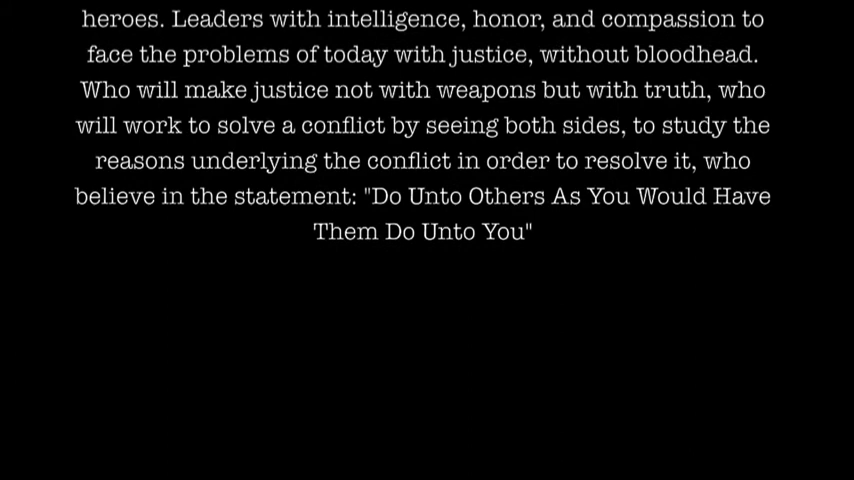 heroes. Leaders with intelligence, honor, and compassion to
face the problems of today with justice, without bloodhead.
Who will make justice not with weapons but with truth, who
will work to solve a conflict by seeing both sides, to study the
reasons underlying the conflict in order to resolve it, who
believe in the statement: "Do Unto Others As You Would Have
Them Do Unto You"